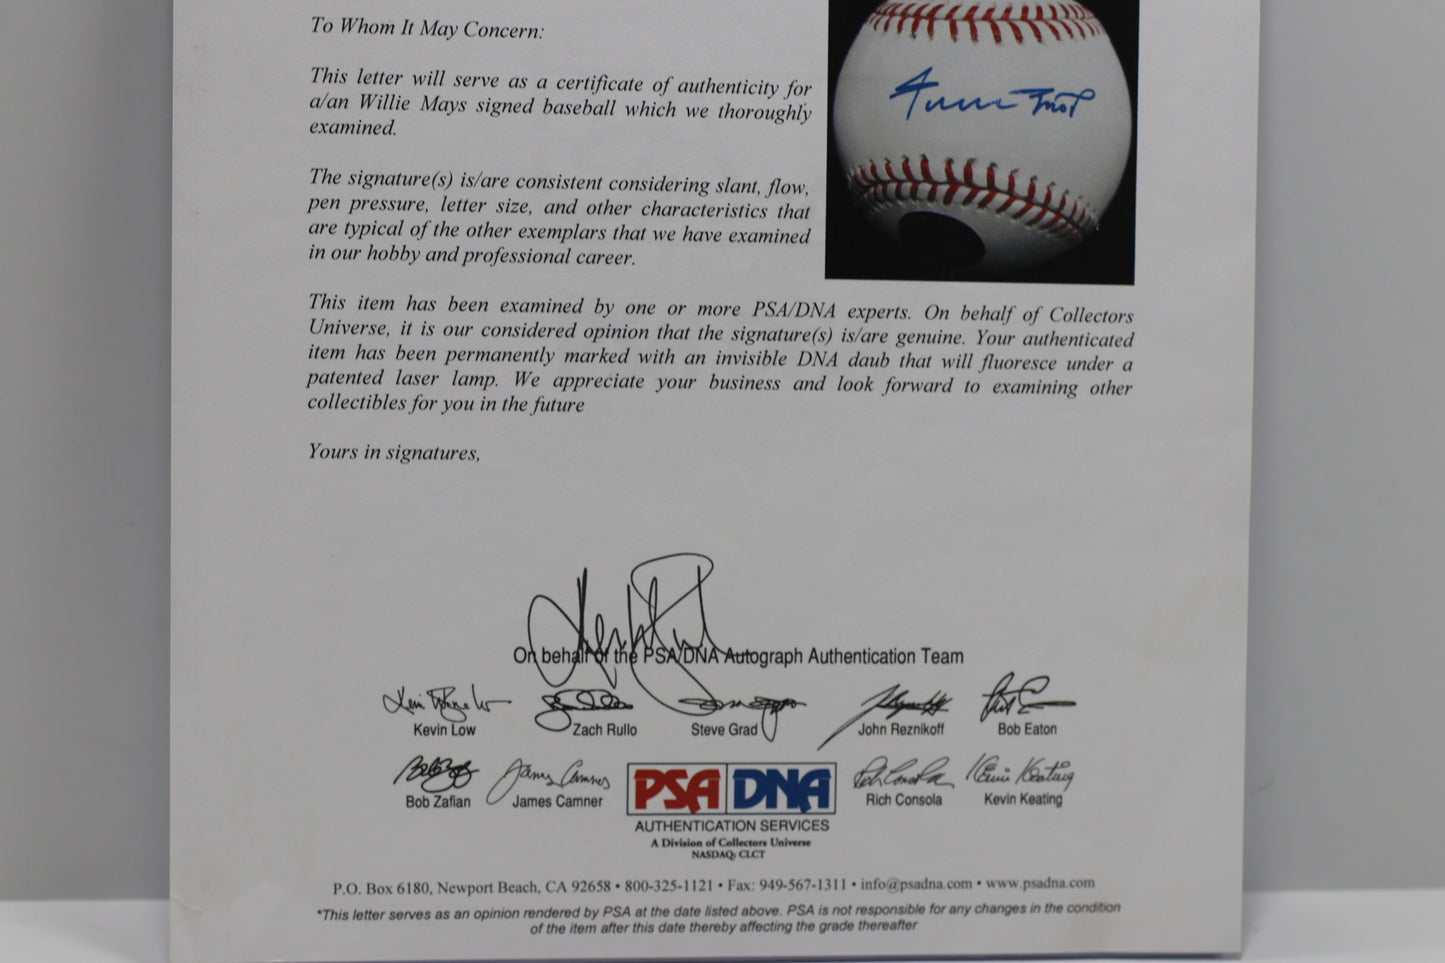 To Whom It May Concern:
This letter will serve as a certificate of authenticity for
a/an Willie Mays signed baseball which we thoroughly
examined.
The signature(s) is/are consistent considering slant, flow,
pen pressure, letter size, and other characteristics that
are typical of the other exemplars that we have examined
in our hobby and professional career.
This item has been examined by one or more PSA/DNA experts. On behalf of Collectors
Universe, it is our considered opinion that the signature(s) is/are genuine. Your authenticated
item has been permanently marked with an invisible DNA daub that will fluoresce under a
patented laser lamp. We appreciate your business and look forward to examining other
collectibles for you in the future
Yours in signatures,
On behalf of the PSA/DNA Autograph Authentication Team
Kevin Low Zach Rullo Steve Grad John Reznikoff Bob Eaton
Bob Zafian James Camner PSA DNA Rich Consola Kevin Keating
AUTHENTICATION SERVICES
A Division of Collectors Universe
NASDAQ: CLCT
P.O. Box 6180, Newport Beach, CA 92658 • 800-325-1121 • Fax: 949-567-1311 • info@psadna.com • www.psadna.com
*This letter serves as an opinion rendered by PSA at the date listed above. PSA is not responsible for any changes in the condition
of the item after this date thereby affecting the grade thereafter